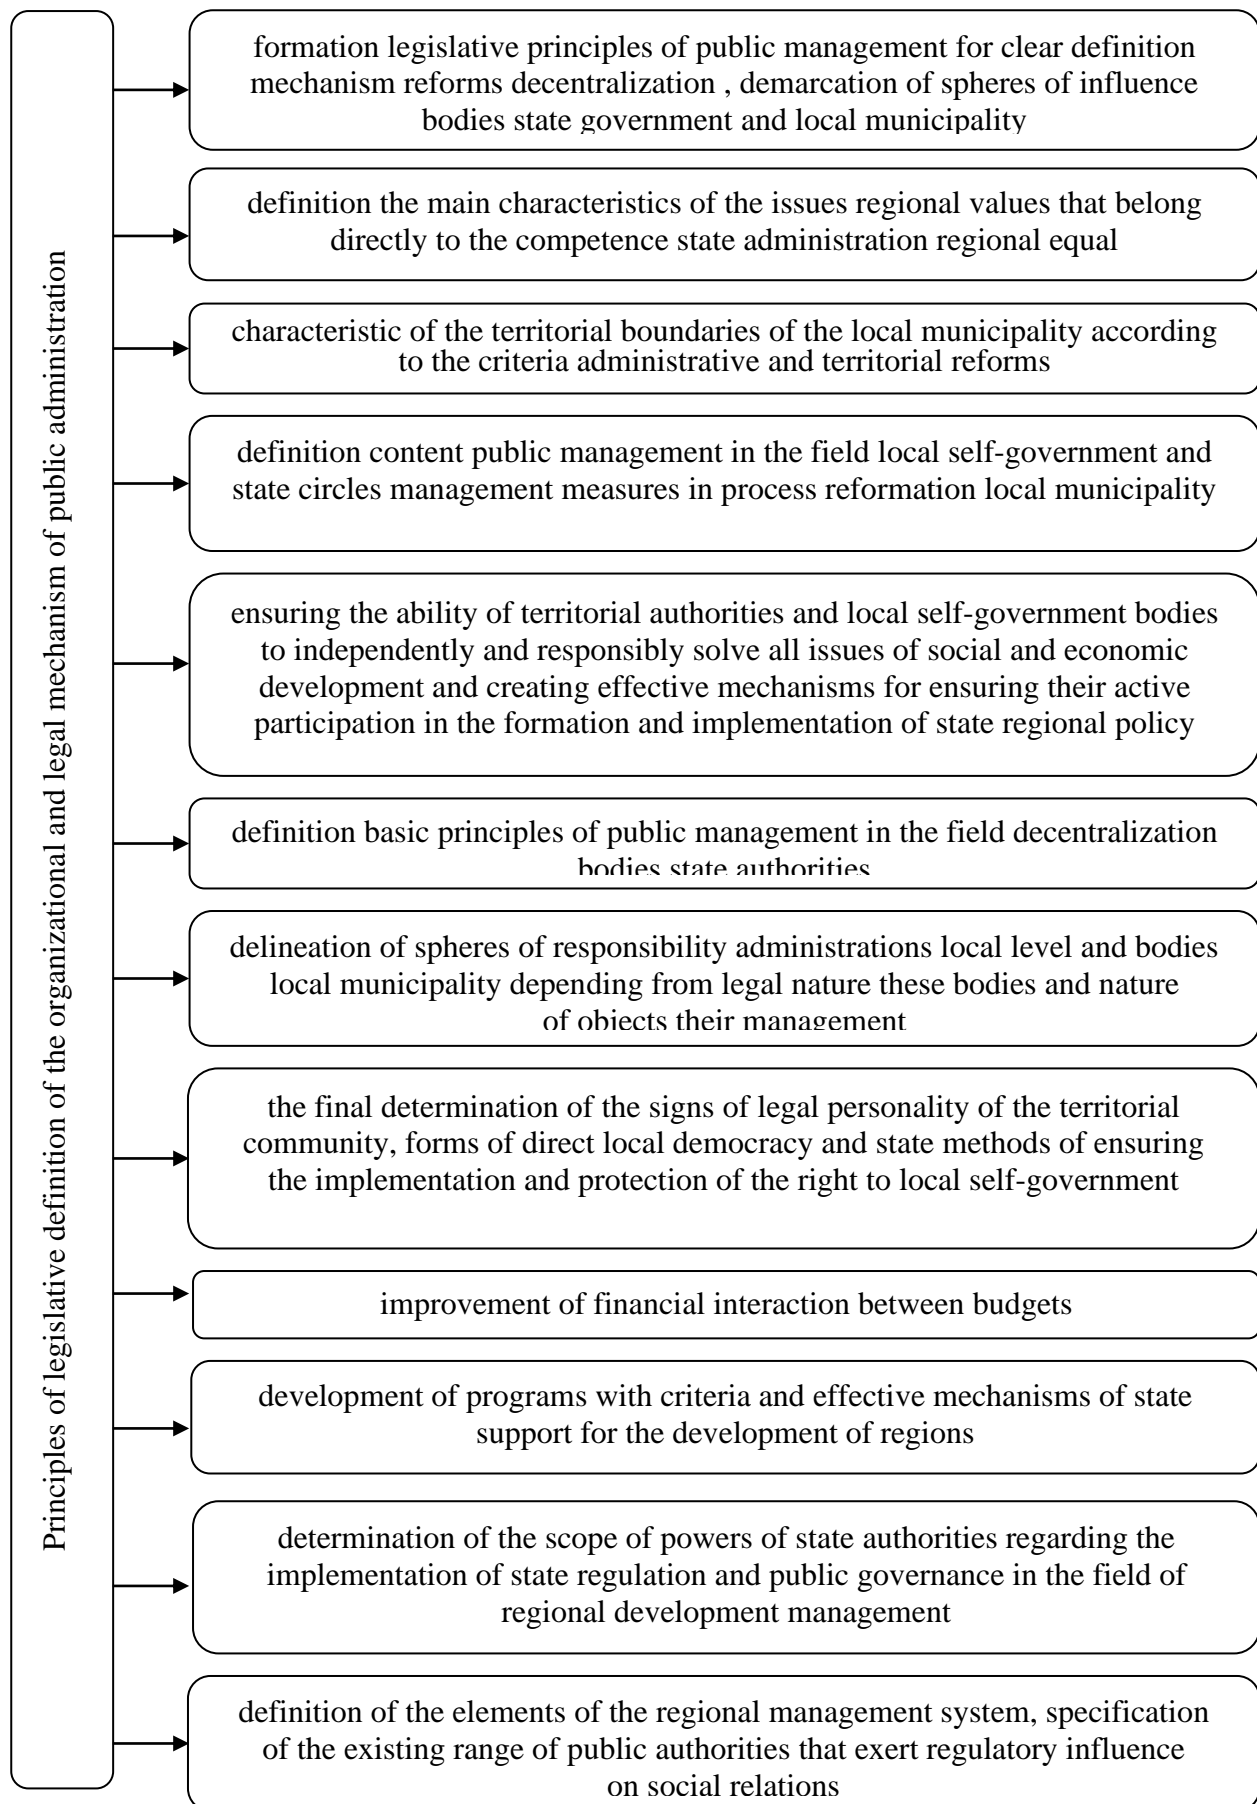 Principles of legislative definition of the organizational and legal mechanism of public administration
formation legislative principles of public management for clear definition
mechanism reforms decentralization , demarcation of spheres of influence
bodies state government and local municipality
definition the main characteristics of the issues regional values that belong
directly to the competence state administration regional equal
characteristic of the territorial boundaries of the local municipality according
to the criteria administrative and territorial reforms
definition content public management in the field local self-government and
state circles management measures in process reformation local municipality
ensuring the ability of territorial authorities and local self-government bodies
to independently and responsibly solve all issues of social and economic
development and creating effective mechanisms for ensuring their active
participation in the formation and implementation of state regional policy
definition basic principles of public management in the field decentralization
bodies state authorities
delineation of spheres of responsibility administrations local level and bodies
local municipality depending from legal nature these bodies and nature
of objects their management
the final determination of the signs of legal personality of the territorial
community, forms of direct local democracy and state methods of ensuring
the implementation and protection of the right to local self-government
improvement of financial interaction between budgets
development of programs with criteria and effective mechanisms of state
support for the development of regions
determination of the scope of powers of state authorities regarding the
implementation of state regulation and public governance in the field of
regional development management
definition of the elements of the regional management system, specification
of the existing range of public authorities that exert regulatory influence
on social relations